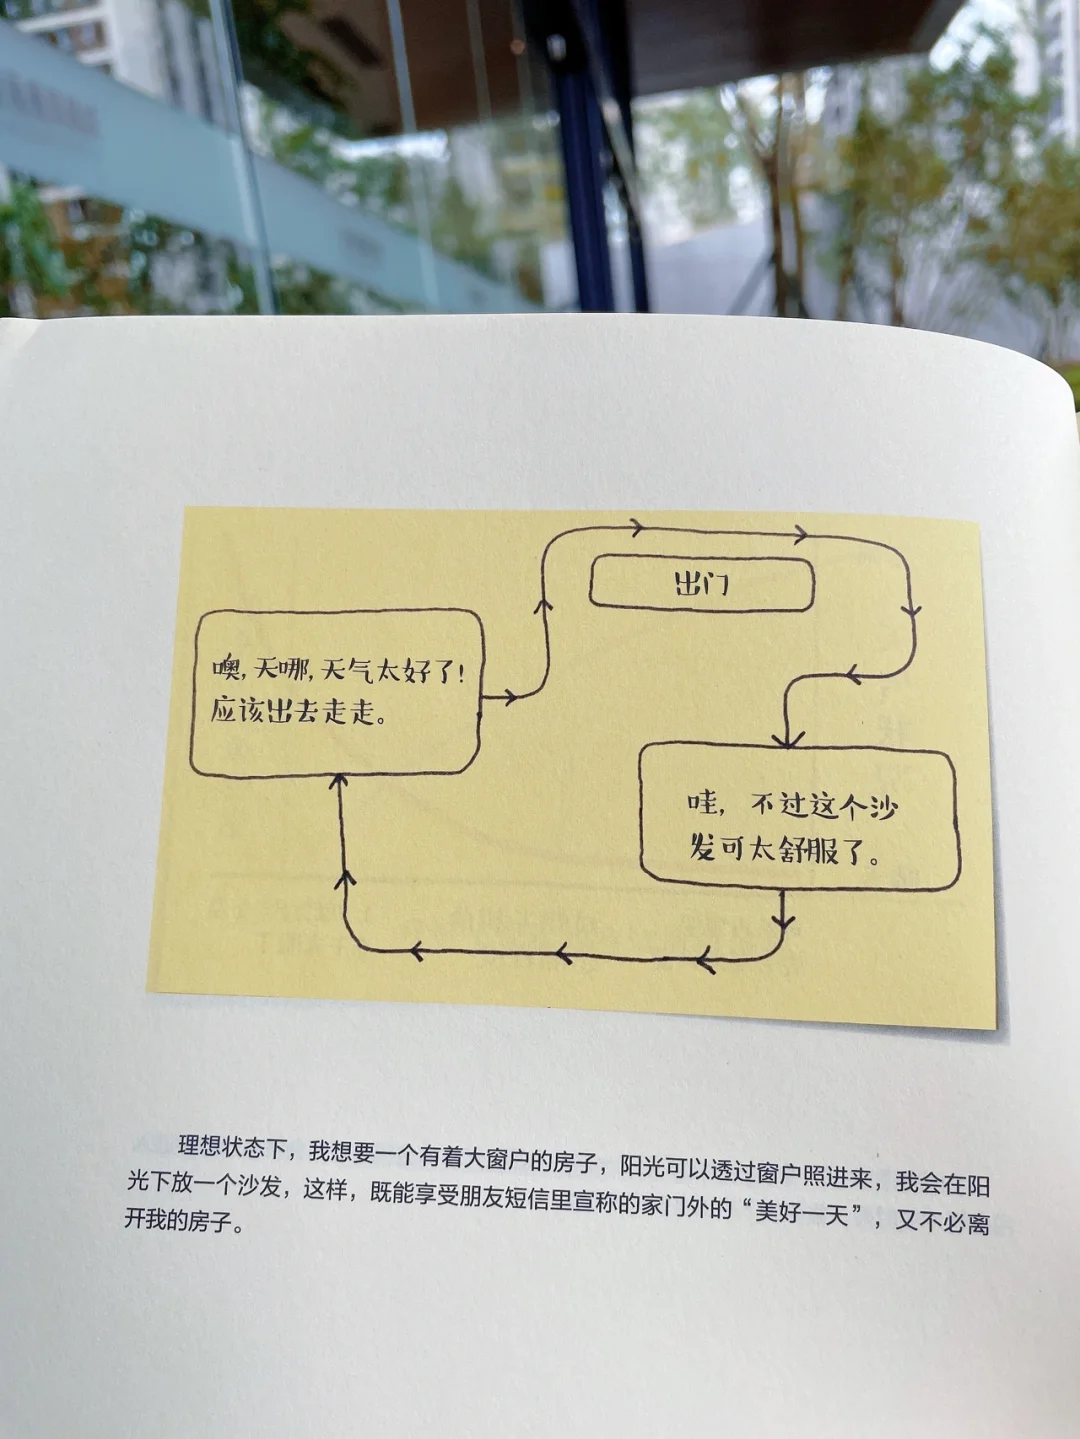 出门
噢,天哪,天气太好了!
应该出去走走。
哇，不过这个沙
发可太舒服了。
理想状态下，我想要一个有着大窗户的房子，阳光可以透过窗户照进来，我会在阳
光下放一个沙发，这样，既能享受朋友短信里宣称的家门外的“美好一天”，又不必离
开我的房子。